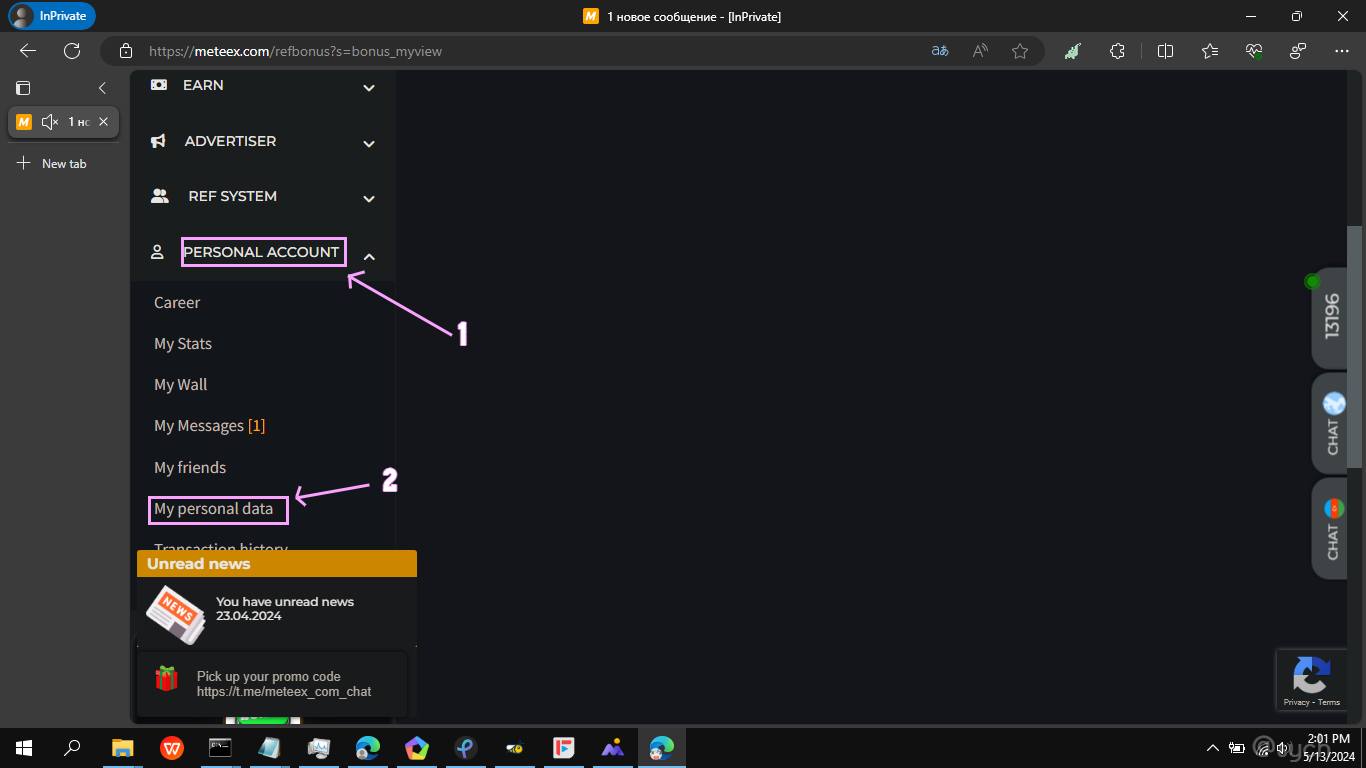 InPrivate
1 новое сообщение - [InPrivate]
https://meteex.com/refbonus?s=bonus_myview
1 нс
New tab
EARN
ADVERTISER
REF SYSTEM
PERSONAL ACCOUNT
1
Career
My Stats
My Wall
My Messages [1]
My friends
2
My personal data
Transaction history
Unread news
NEWS
You have unread news
23.04.2024
Pick up your promo code
https://t.me/meteex_com_chat
13196
CHAT
CHAT
Privacy - Terms
2:01 PM
5/13/2024